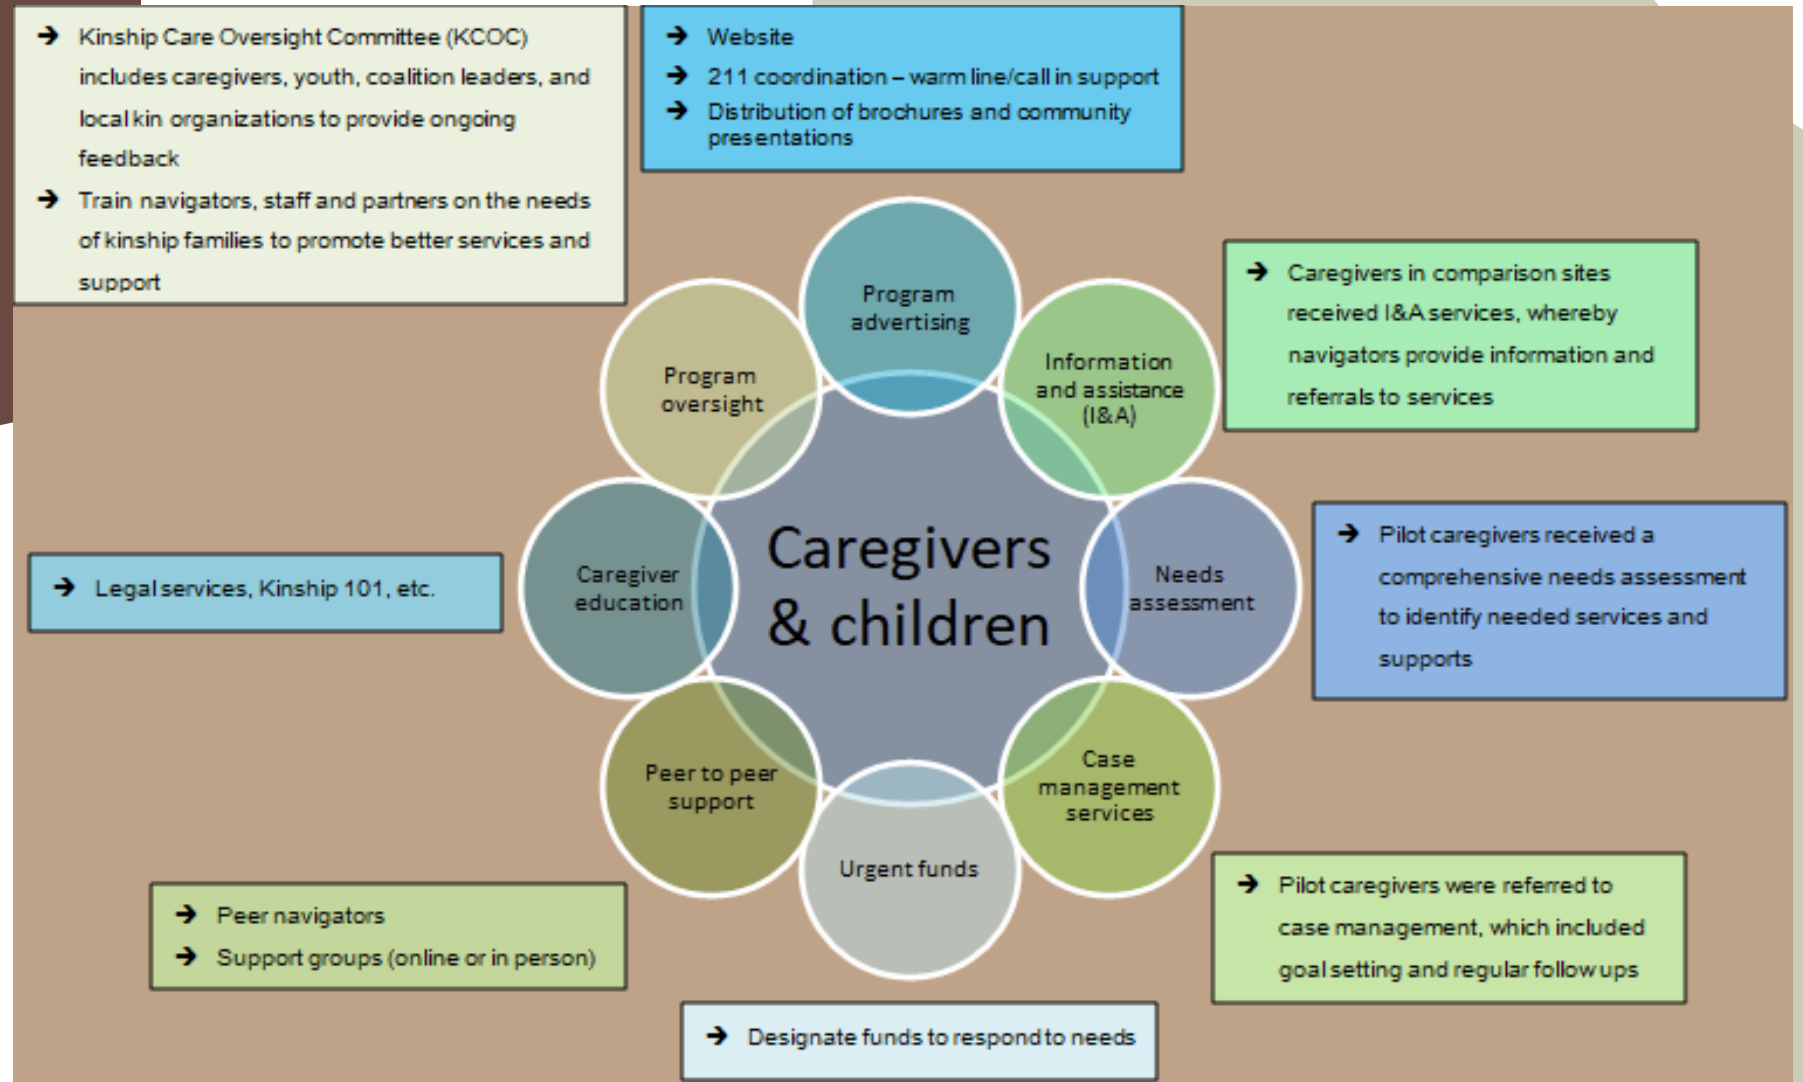 ➔ Kinship Care Oversight Committee (KCOC)
includes caregivers, youth, coalition leaders, and
local kin organizations to provide ongoing
feedback
➔ Train navigators, staff and partners on the needs
of kinship families to promote better services and
support
➔ Website
➔ 211 coordination – warm line/call in support
➔ Distribution of brochures and community
presentations
Program
advertising
➔ Caregivers in comparison sites
received I&A services, whereby
navigators provide information and
referrals to services
Program
oversight
Information
and assistance
(I&A)
➔ Legal services, Kinship 101, etc.
Caregiver
education
Caregivers
& children
Needs
assessment
➔ Pilot caregivers received a
comprehensive needs assessment
to identify needed services and
supports
Peer to peer
support
Case
management
services
Urgent funds
➔ Peer navigators
➔ Support groups (online or in person)
➔ Pilot caregivers were referred to
case management, which included
goal setting and regular follow ups
➔ Designate funds to respond to needs